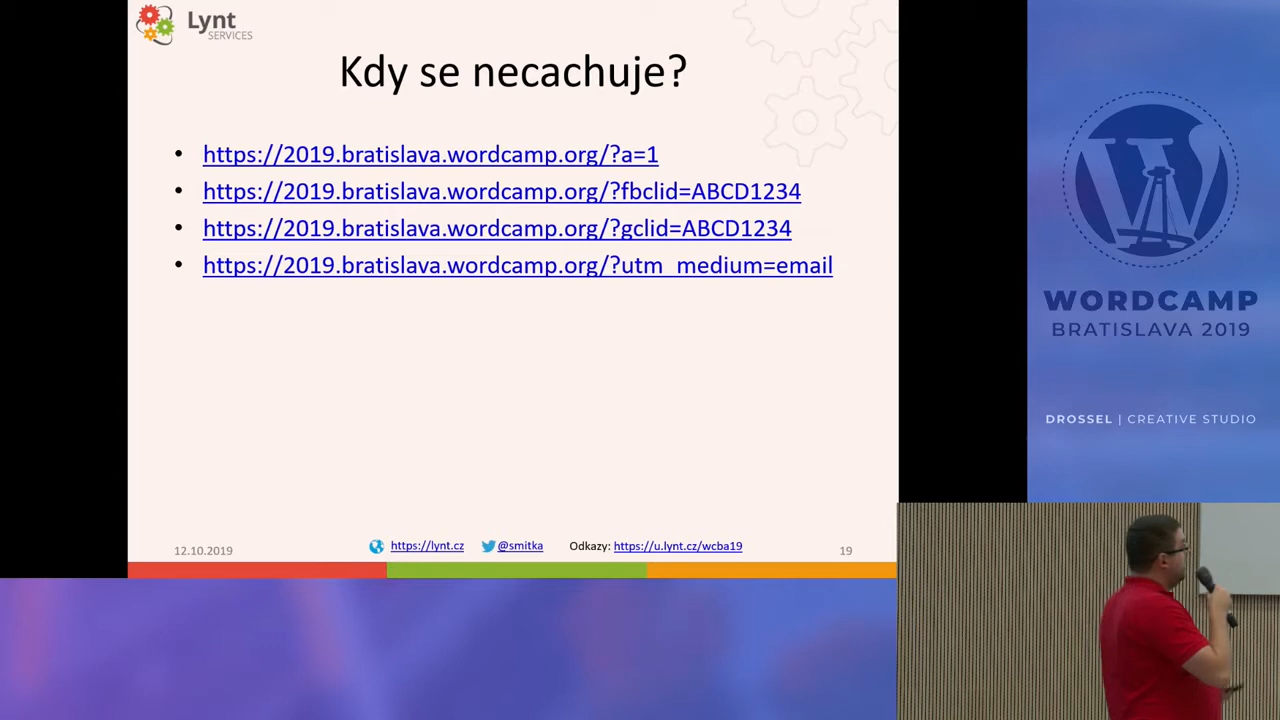 Lynt
SERVICES
Kdy se necachuje?
• https://2019.bratislava.wordcamp.org/?a=1
• https://2019.bratislava.wordcamp.org/?fbclid=ABCD1234
• https://2019.bratislava.wordcamp.org/?gclid=ABCD1234
• https://2019.bratislava.wordcamp.org/?utm_medium=email
12.10.2019
https://lynt.cz
@smitka
Odkazy: https://u.lynt.cz/wcba19
19
WORDCAMP
BRATISLAVA 2019
DROSSEL | CREATIVE STUDIO